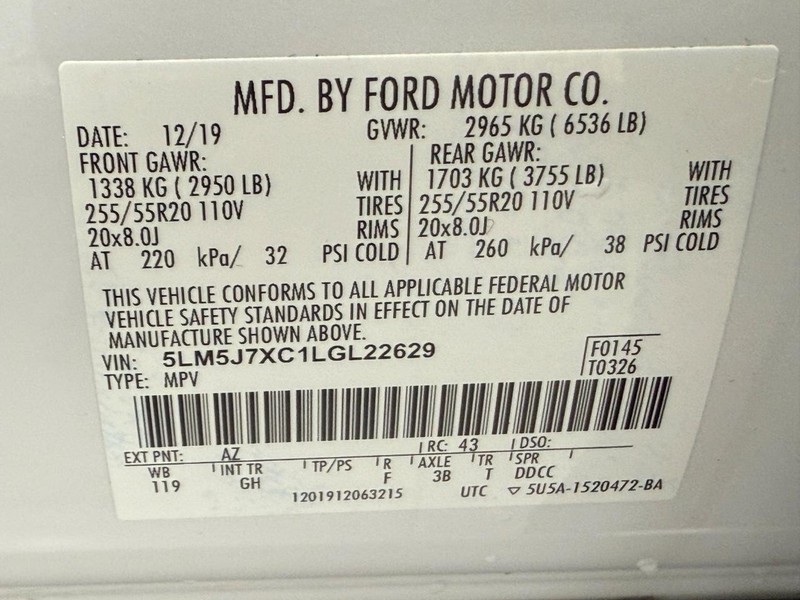 MFD. BY FORD MOTOR CO.
DATE: 12/19 GVWR: 2965 KG ( 6536 LB)
FRONT GAWR: REAR GAWR:
1338 KG ( 2950 LB) WITH 1703 KG ( 3755 LB) WITH
255/55R20 110V TIRES 255/55R20 110V TIRES
20x8.0J RIMS 20x8.0J RIMS
AT 220 kPa/ 32 PSI COLD AT 260 kPa/ 38 PSI COLD
THIS VEHICLE CONFORMS TO ALL APPLICABLE FEDERAL MOTOR
VEHICLE SAFETY STANDARDS IN EFFECT ON THE DATE OF
MANUFACTURE SHOWN ABOVE.
VIN: 5LM5J7XC1LGL22629 F0145
TYPE: MPV T0326
EXT PNT: AZ RC: 43 DSO:
WB INT TR TP/PS R AXLE TR SPR
119 GH F 3B T DDCC
1201912063215 UTC ▽ 5U5A-1520472-BA